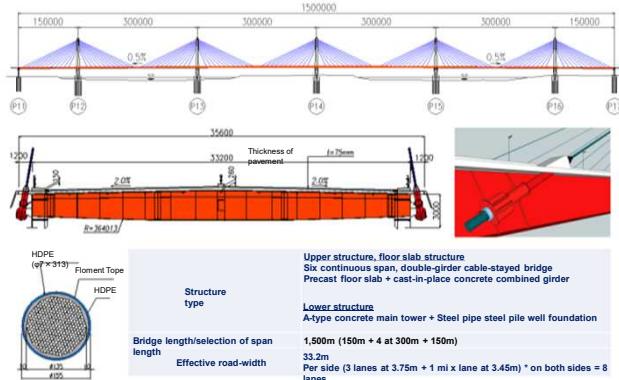 1500000
150000 300000 300000 300000 300000 150000
0.5% 0.5%
P11 P12 P13 P14 P15 P16 P17
35600
1200 33200 1200
Thickness of
pavement
t=75mm
2.0% 2.0%
R=364013
3000
HDPE
(φ7×313)
Floment Tope
HDPE
Structure
type
Upper structure, floor slab structure
Six continuous span, double-girder cable-stayed bridge
Precast floor slab + cast-in-place concrete combined girder
Lower structure
A-type concrete main tower + Steel pipe steel pile well foundation
Bridge length/selection of span
length
1,500m (150m + 4 at 300m + 150m)
Effective road-width
33.2m
Per side (3 lanes at 3.75m + 1 mi x lane at 3.45m) * on both sides = 8
lanes